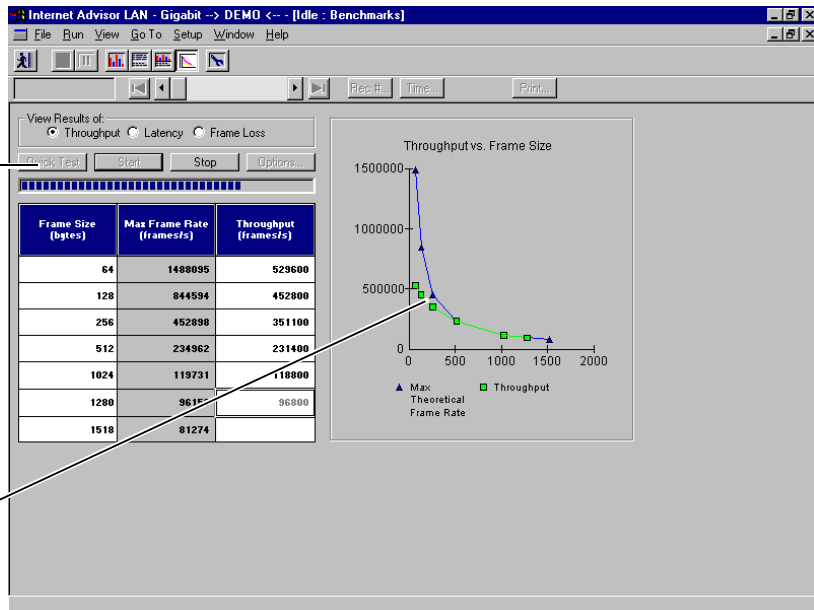 Internet Advisor LAN - Gigabit --> DEMO <-- - [Idle : Benchmarks]
File Run View Go To Setup Window Help
Rec #... Time... Print...
View Results of:
Throughput Latency Frame Loss
Quick Test Start Stop Options...
Frame Size (bytes) Max Frame Rate (frames/s) Throughput (frames/s)
64 1488095 529600
128 844594 452800
256 452898 351100
512 234962 231400
1024 119731 118800
1280 96800
1518 81274
Throughput vs. Frame Size
1500000
1000000
500000
0
0 500 1000 1500 2000
Max Theoretical Frame Rate
Throughput